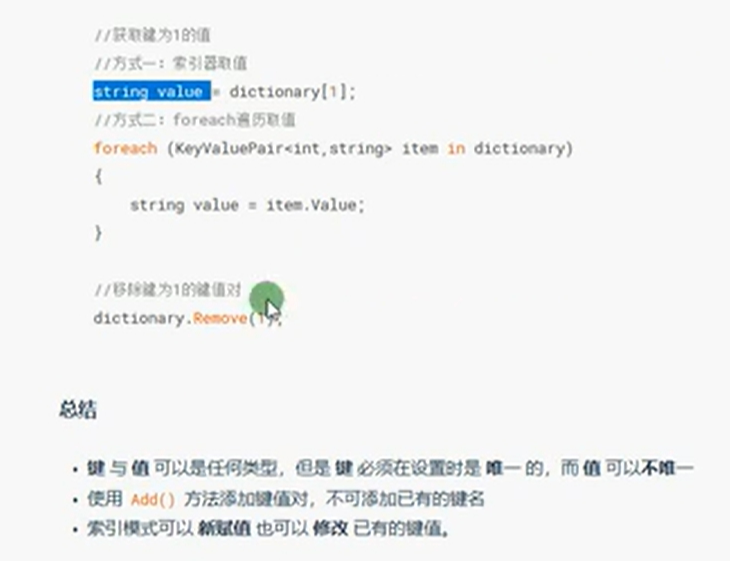 //获取键为1的值
//方式一：索引器取值
string value = dictionary[1];
//方式二：foreach遍历取值
foreach (KeyValuePair<int,string> item in dictionary)
{
    string value = item.Value;
}
//移除键为1的键值对
dictionary.Remove(1);
总结
• 键 与 值 可以是任何类型，但是 键 必须在设置时是 唯一 的，而 值 可以不唯一
• 使用 Add() 方法添加键值对，不可添加已有的键名
• 索引模式可以 新赋值 也可以 修改 已有的键值。